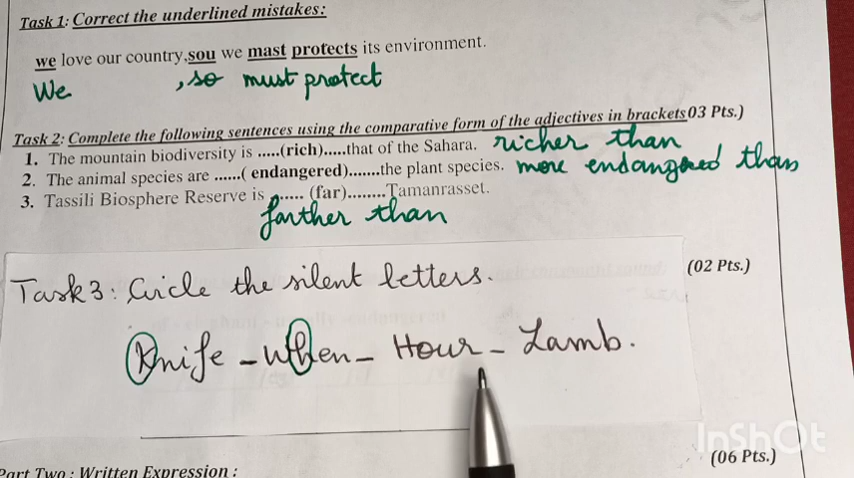 Task 1: Correct the underlined mistakes:
we love our country,sou we mast protects its environment.
We , so must protect
Task 2: Complete the following sentences using the comparative form of the adjectives in brackets 03 Pts.)
1. The mountain biodiversity is .....(rich).....that of the Sahara. richer than
2. The animal species are ......( endangered).......the plant species. more endangered than
3. Tassili Biosphere Reserve is ...... (far)........Tamanrasset.
farther than
Task3: Circle the silent letters.
(02 Pts.)
Knife - When - Hour - Lamb.
InShOt
(06 Pts.)
Part Two : Written Expression :